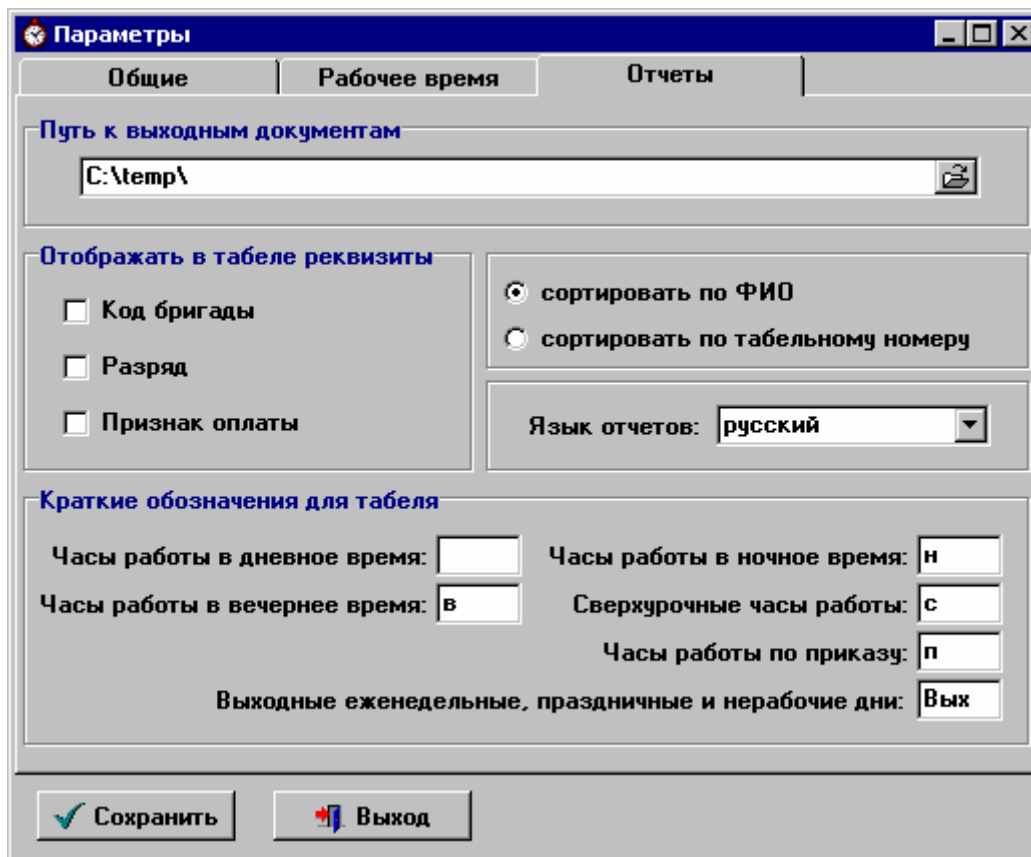 Параметры
Общие Рабочее время Отчеты
Путь к выходным документам
C:\temp\
Отображать в табеле реквизиты
Код бригады
Разряд
Признак оплаты
сортировать по ФИО
сортировать по табельному номеру
Язык отчетов: русский
Краткие обозначения для табеля
Часы работы в дневное время:
Часы работы в ночное время: н
Часы работы в вечернее время: в
Сверхурочные часы работы: с
Часы работы по приказу: п
Выходные еженедельные, праздничные и нерабочие дни: Вых
Сохранить Выход